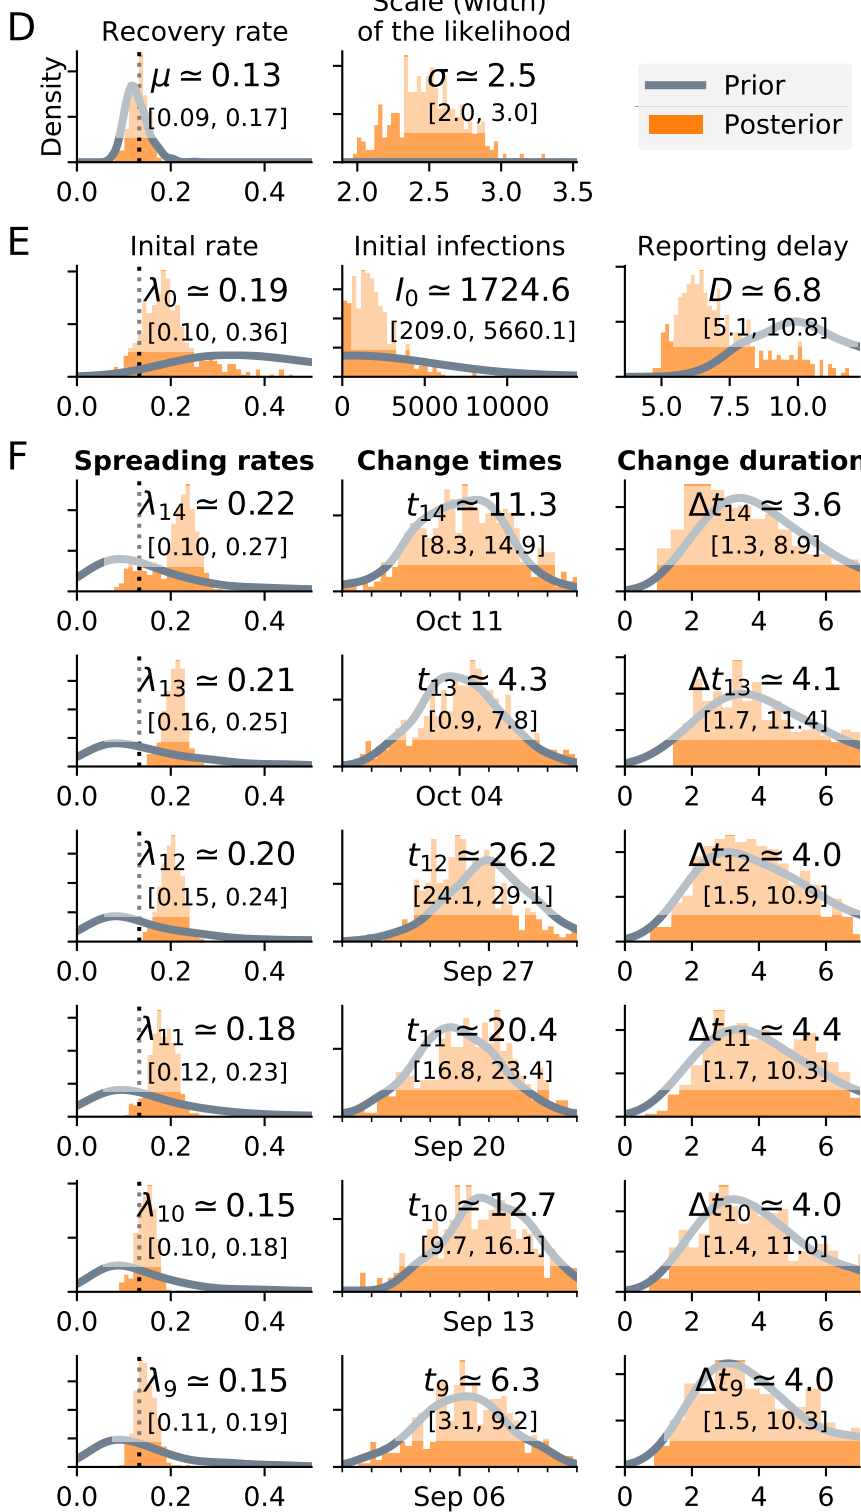 D
Recovery rate
Scale (width)
of the likelihood
Density
μ ≃ 0.13
[0.09, 0.17]
σ ≃ 2.5
[2.0, 3.0]
Prior
Posterior
0.0 0.2 0.4
2.0 2.5 3.0 3.5
E
Inital rate
Initial infections
Reporting delay
λ0 ≃ 0.19
[0.10, 0.36]
I0 ≃ 1724.6
[209.0, 5660.1]
D ≃ 6.8
[5.1, 10.8]
0.0 0.2 0.4
0 5000 10000
5.0 7.5 10.0
F
Spreading rates
Change times
Change duration
λ14 ≃ 0.22
[0.10, 0.27]
t14 ≃ 11.3
[8.3, 14.9]
Δt14 ≃ 3.6
[1.3, 8.9]
0.0 0.2 0.4
Oct 11
0 2 4 6
λ13 ≃ 0.21
[0.16, 0.25]
t13 ≃ 4.3
[0.9, 7.8]
Δt13 ≃ 4.1
[1.7, 11.4]
0.0 0.2 0.4
Oct 04
0 2 4 6
λ12 ≃ 0.20
[0.15, 0.24]
t12 ≃ 26.2
[24.1, 29.1]
Δt12 ≃ 4.0
[1.5, 10.9]
0.0 0.2 0.4
Sep 27
0 2 4 6
λ11 ≃ 0.18
[0.12, 0.23]
t11 ≃ 20.4
[16.8, 23.4]
Δt11 ≃ 4.4
[1.7, 10.3]
0.0 0.2 0.4
Sep 20
0 2 4 6
λ10 ≃ 0.15
[0.10, 0.18]
t10 ≃ 12.7
[9.7, 16.1]
Δt10 ≃ 4.0
[1.4, 11.0]
0.0 0.2 0.4
Sep 13
0 2 4 6
λ9 ≃ 0.15
[0.11, 0.19]
t9 ≃ 6.3
[3.1, 9.2]
Δt9 ≃ 4.0
[1.5, 10.3]
0.0 0.2 0.4
Sep 06
0 2 4 6